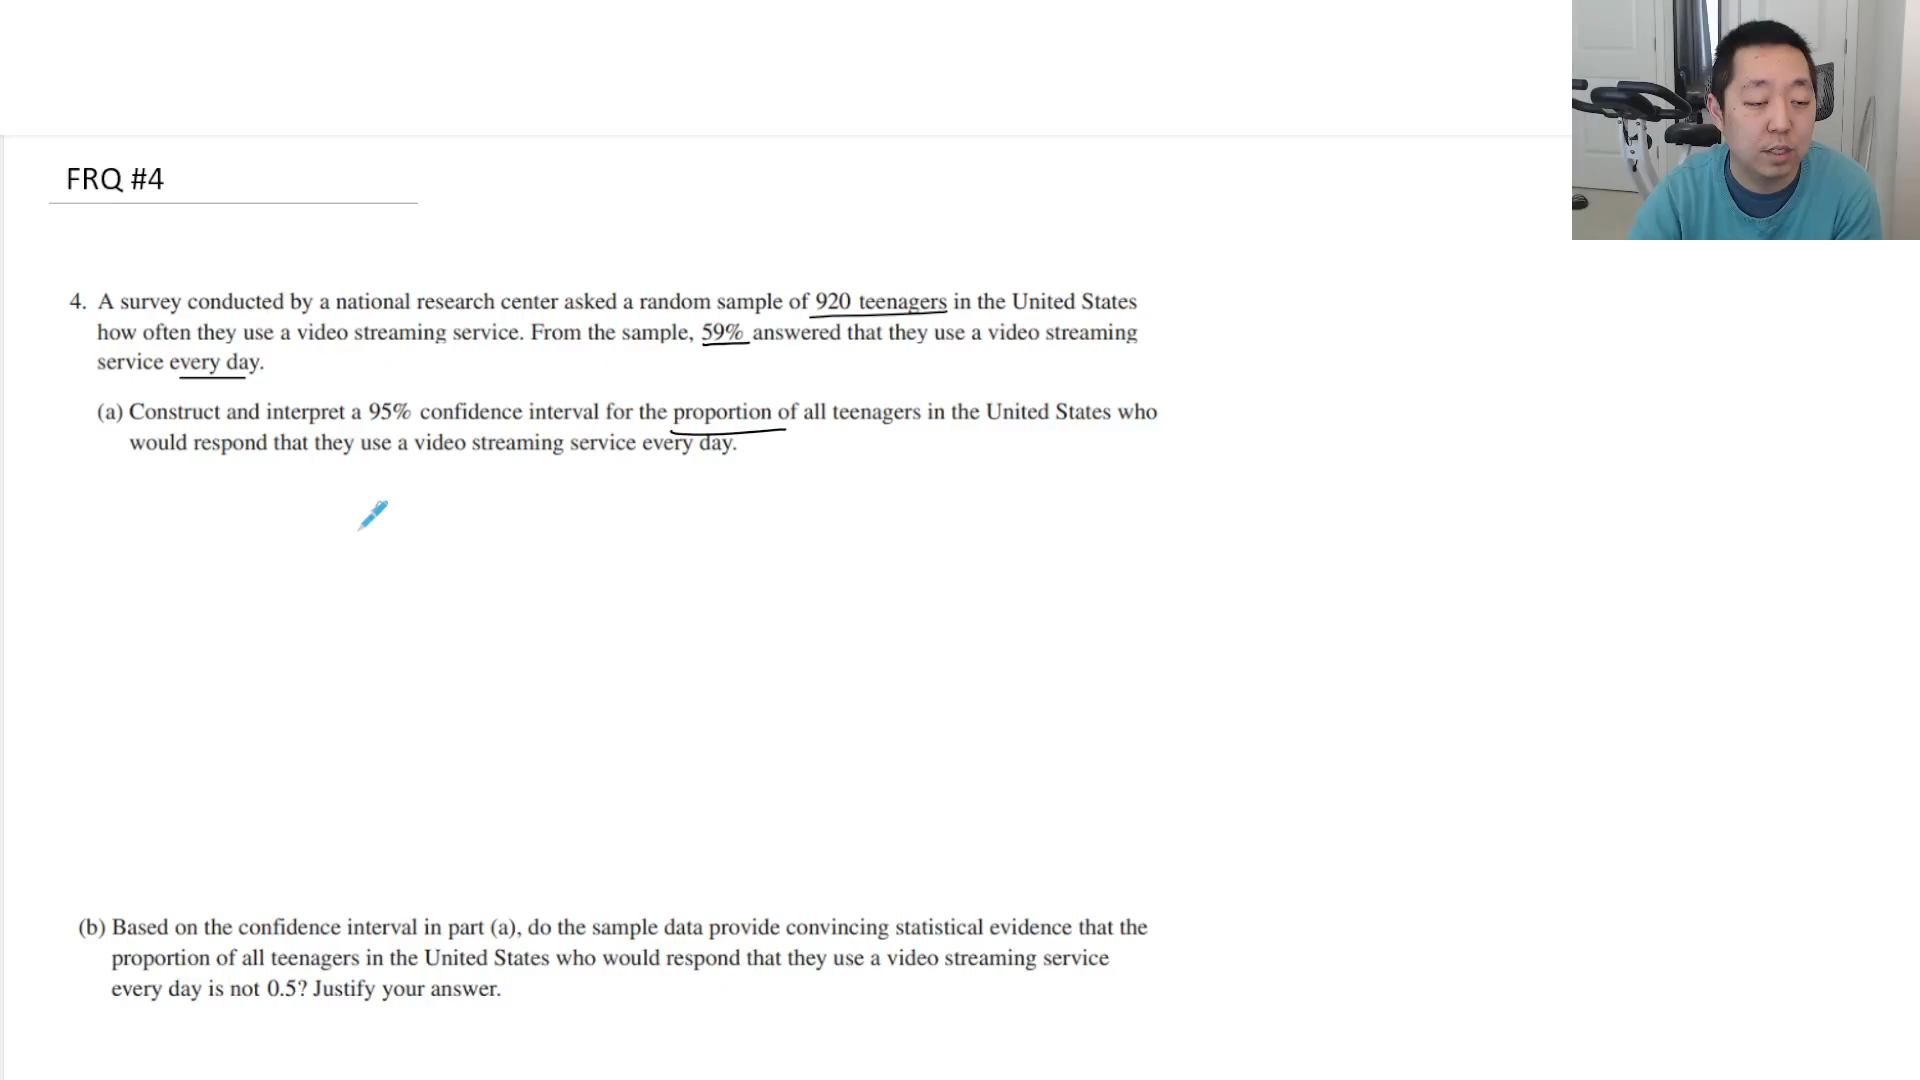 FRQ #4
4. A survey conducted by a national research center asked a random sample of 920 teenagers in the United States
how often they use a video streaming service. From the sample, 59% answered that they use a video streaming
service every day.
(a) Construct and interpret a 95% confidence interval for the proportion of all teenagers in the United States who
would respond that they use a video streaming service every day.
(b) Based on the confidence interval in part (a), do the sample data provide convincing statistical evidence that the
proportion of all teenagers in the United States who would respond that they use a video streaming service
every day is not 0.5? Justify your answer.